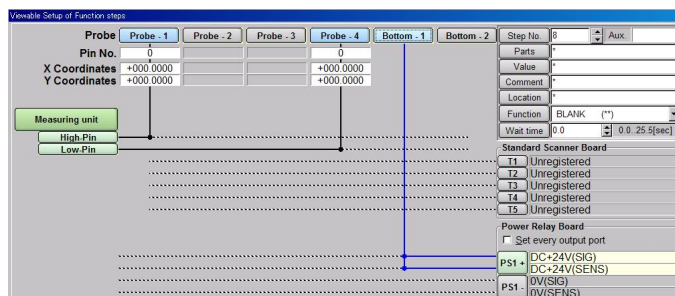 Viewable Setup of Function steps
Probe Probe - 1 Probe - 2 Probe - 3 Probe - 4 Bottom - 1 Bottom - 2
Pin No. 0 0
X Coordinates +000.0000 +000.0000
Y Coordinates +000.0000 +000.0000
Measuring unit
High-Pin
Low-Pin
Step No. 8 Aux.
Parts *
Value *
Comment *
Location *
Function BLANK (**)
Wait time 0.0 0.0..25.5[sec]
Standard Scanner Board
T1 Unregistered
T2 Unregistered
T3 Unregistered
T4 Unregistered
T5 Unregistered
Power Relay Board
Set every output port
PS1 + DC+24V(SIG)
DC+24V(SENS)
PS1 - 0V(SIG)
0V(SENS)